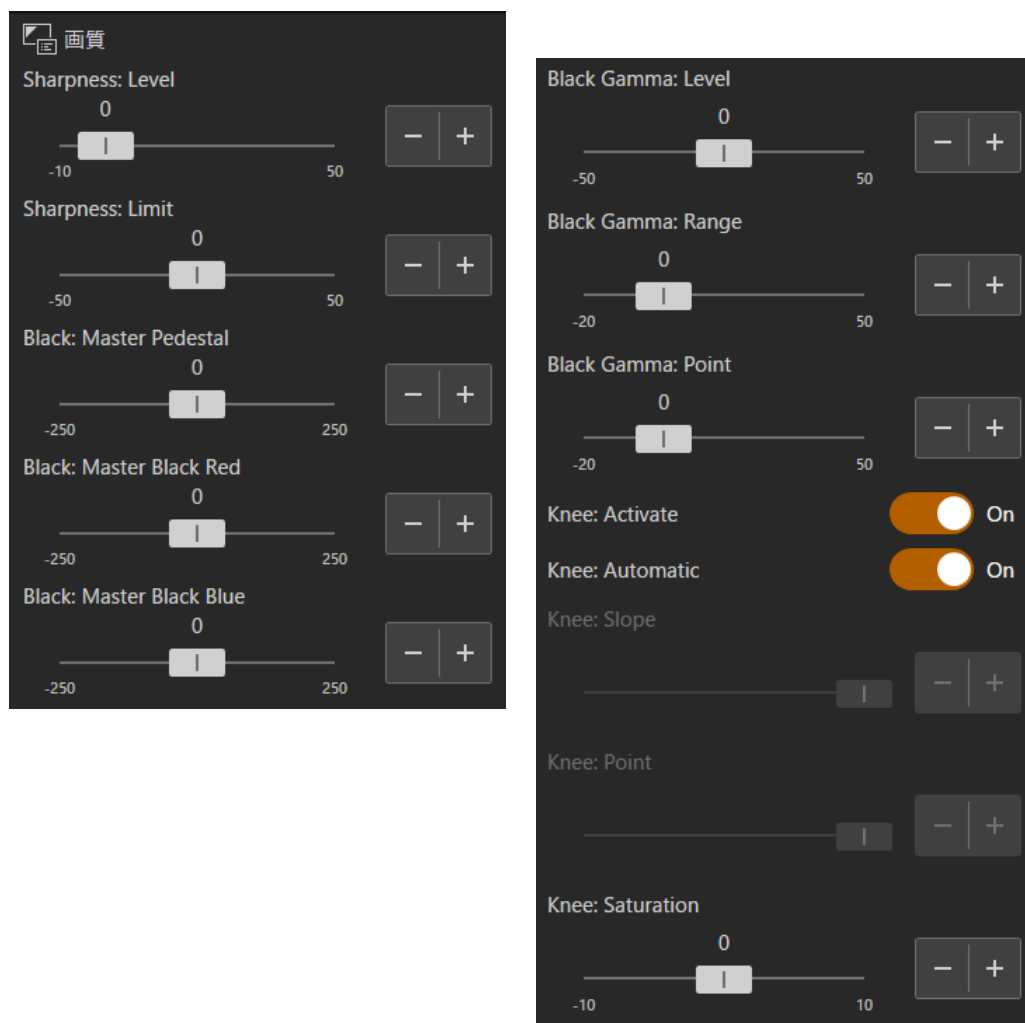 画質
Sharpness: Level
0
-10 50
− +
Sharpness: Limit
0
-50 50
− +
Black: Master Pedestal
0
-250 250
− +
Black: Master Black Red
0
-250 250
− +
Black: Master Black Blue
0
-250 250
− +
Black Gamma: Level
0
-50 50
− +
Black Gamma: Range
0
-20 50
− +
Black Gamma: Point
0
-20 50
− +
Knee: Activate On
Knee: Automatic On
Knee: Slope
− +
Knee: Point
− +
Knee: Saturation
0
-10 10
− +